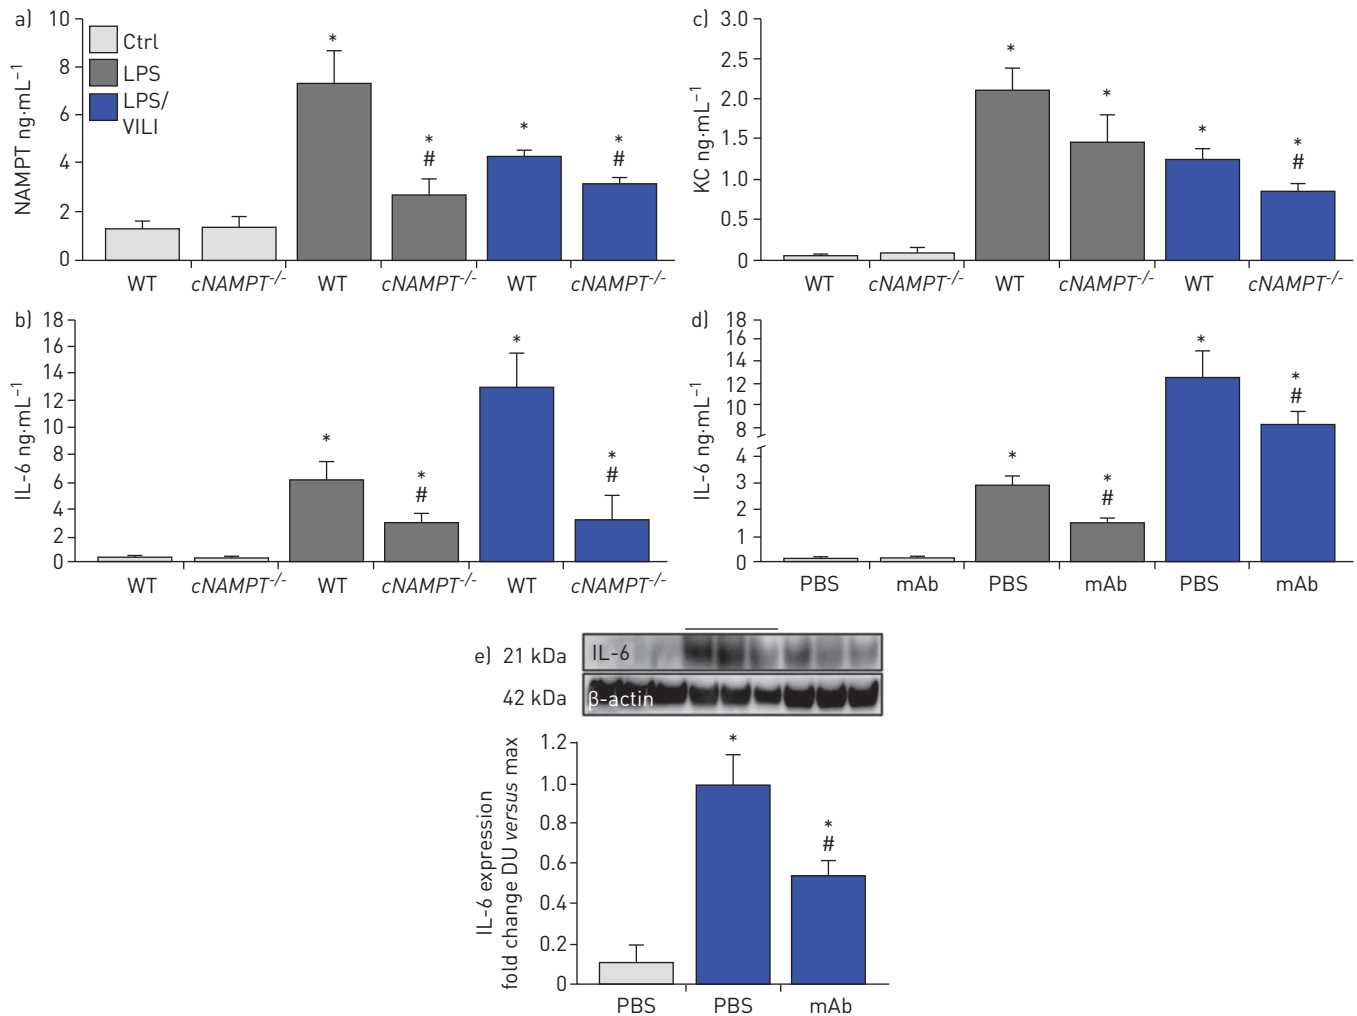 a)
NAMPT ng·mL⁻¹
10
8
6
4
2
0
Ctrl
LPS
LPS/
VILI
*
*
#
*
*
#
WT
cNAMPT⁻/⁻
WT
cNAMPT⁻/⁻
WT
cNAMPT⁻/⁻
c)
KC ng·mL⁻¹
3.0
2.5
2.0
1.5
1.0
0.5
0
*
*
*
*
#
WT
cNAMPT⁻/⁻
WT
cNAMPT⁻/⁻
WT
cNAMPT⁻/⁻
b)
IL-6 ng·mL⁻¹
18
16
14
12
10
8
6
4
2
0
*
*
#
*
*
#
WT
cNAMPT⁻/⁻
WT
cNAMPT⁻/⁻
WT
cNAMPT⁻/⁻
d)
IL-6 ng·mL⁻¹
18
16
14
12
10
8
4
3
2
1
0
*
*
#
*
*
#
PBS
mAb
PBS
mAb
PBS
mAb
e)
21 kDa
IL-6
42 kDa
β-actin
IL-6 expression
fold change DU versus max
1.2
1.0
0.8
0.6
0.4
0.2
0
*
*
#
PBS
PBS
mAb